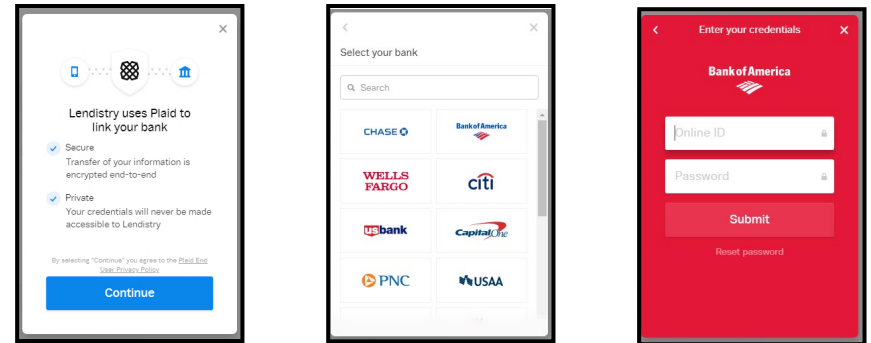 Lendistry uses Plaid to
link your bank
Secure
Transfer of your information is
encrypted end-to-end
Private
Your credentials will never be made
accessible to Lendistry
By selecting "Continue" you agree to the Plaid End
User Privacy Policy
Continue
Select your bank
Search
CHASE
Bank of America
WELLS
FARGO
citi
usbank
Capital One
PNC
USAA
Enter your credentials
Bank of America
Online ID
Password
Submit
Reset password